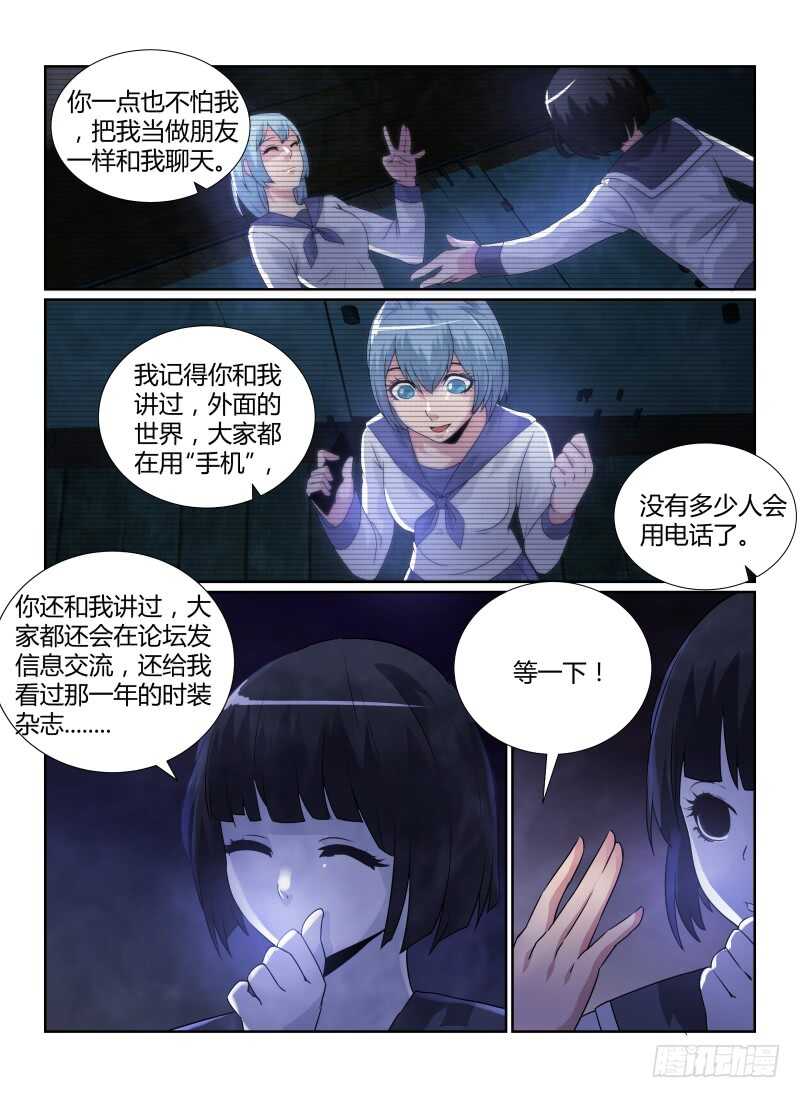 你一点也不怕我
，把我当做朋友
一样和我聊天。
我记得你和我
讲过，外面的
世界，大家都
在用“手机”，
没有多少人会
用电话了。
你还和我讲过，大
家都还会在论坛发
信息交流，还给我
看过那一年的时装
杂志........
等一下！
腾讯动漫